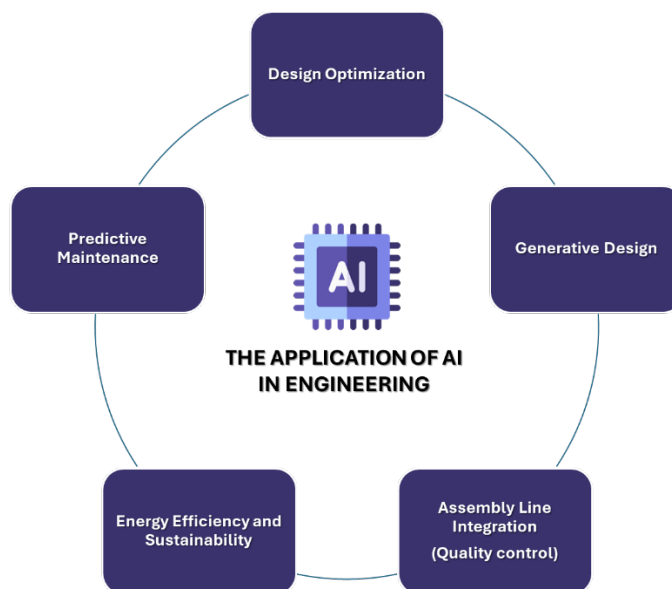 Design Optimization
Generative Design
Assembly Line
Integration
(Quality control)
Energy Efficiency and
Sustainability
Predictive
Maintenance
AI
THE APPLICATION OF AI
IN ENGINEERING